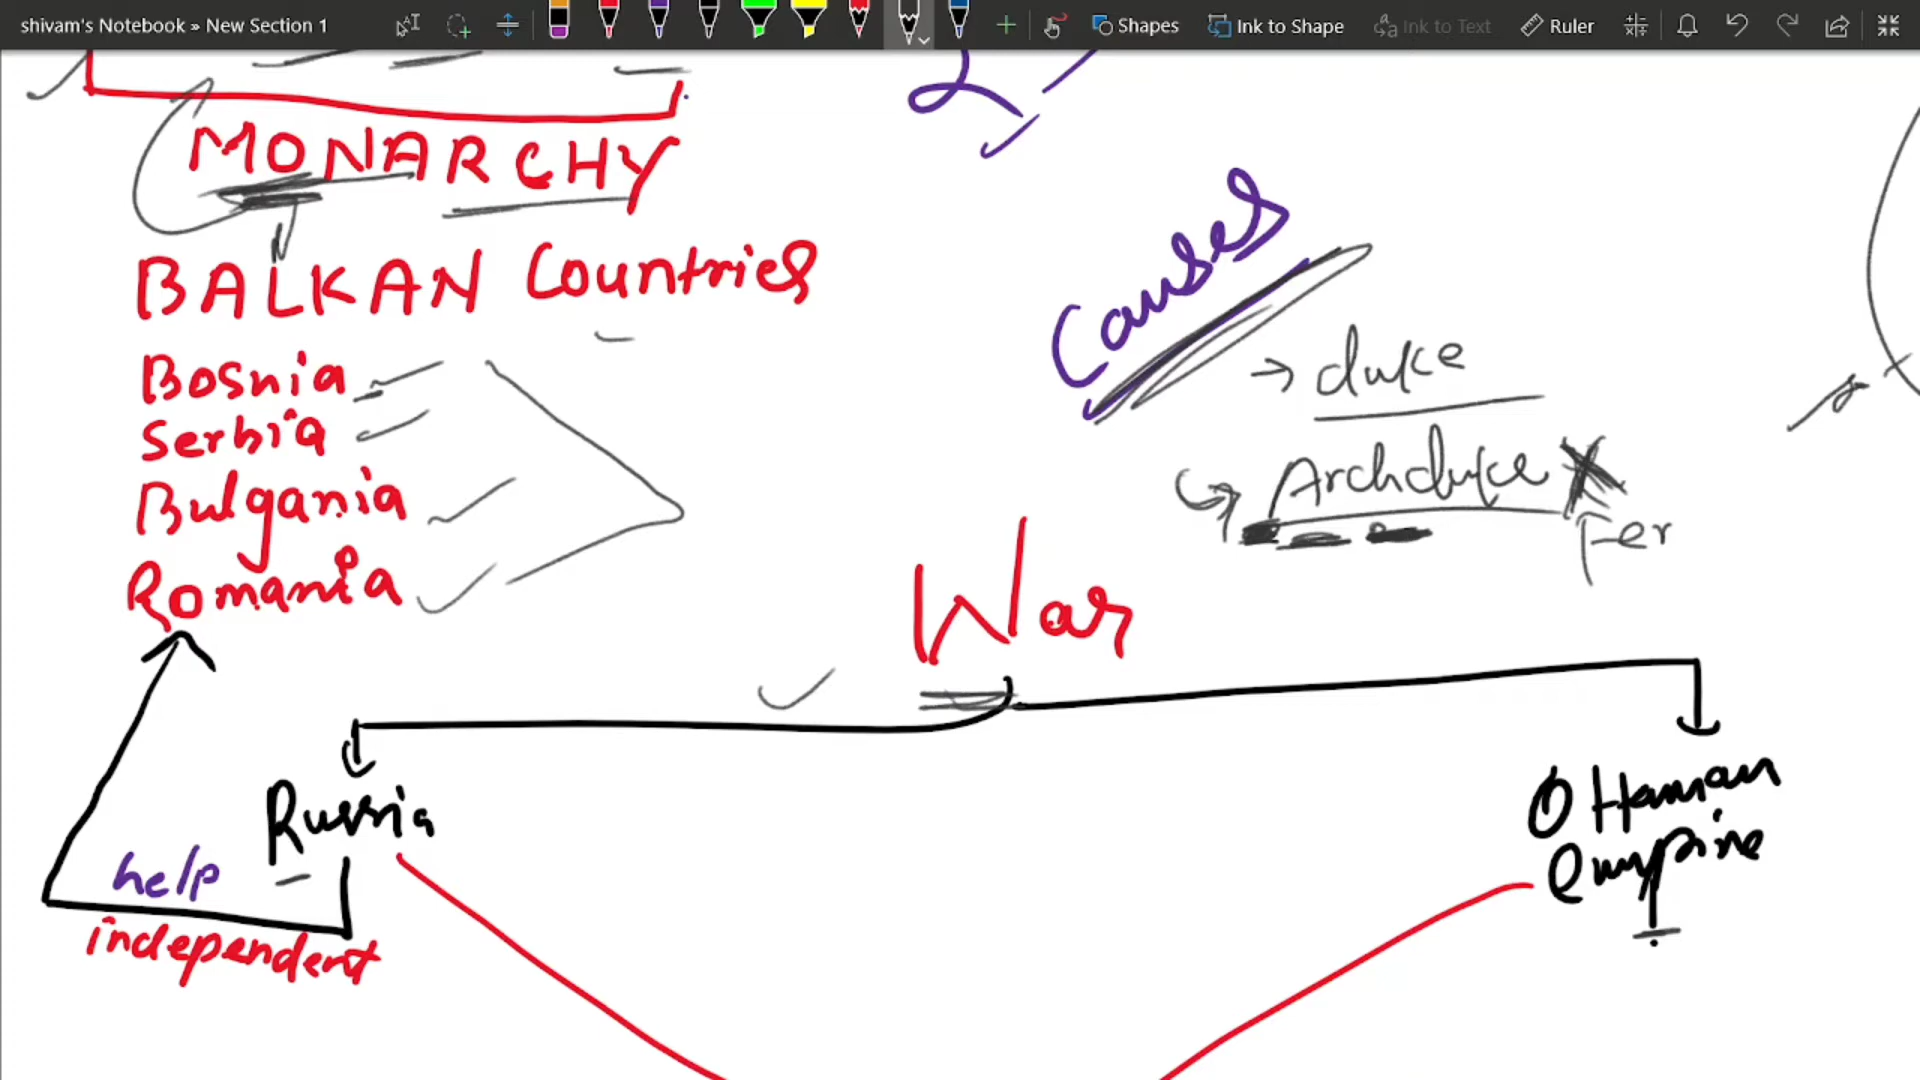 shivam's Notebook » New Section 1
Shapes
Ink to Shape
Ink to Text
Ruler
MONARCHY
BALKAN Countries
Bosnia
Serbia
Bulgaria
Romania
Causes
→ duke
Archduke
Fer
War
Russia
Ottaman
Empire
help
independent